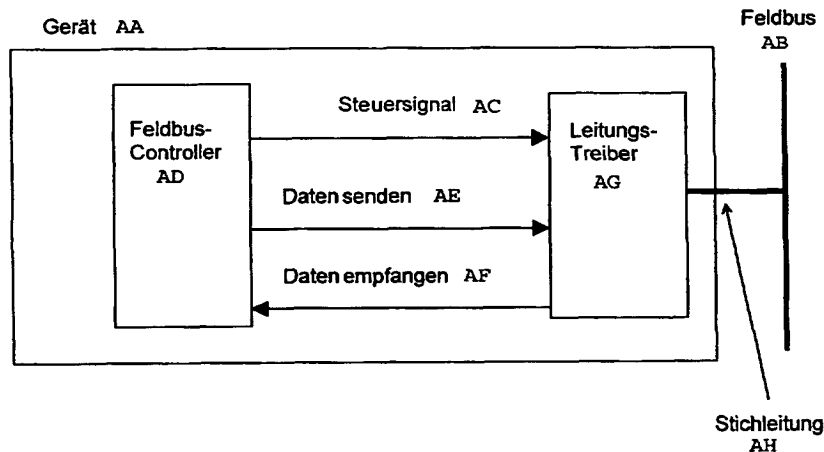 Gerät AA
Feldbus
AB
Steuersignal AC
Feldbus-
Controller
AD
Leitungs-
Treiber
AG
Daten senden AE
Daten empfangen AF
Stichleitung
AH